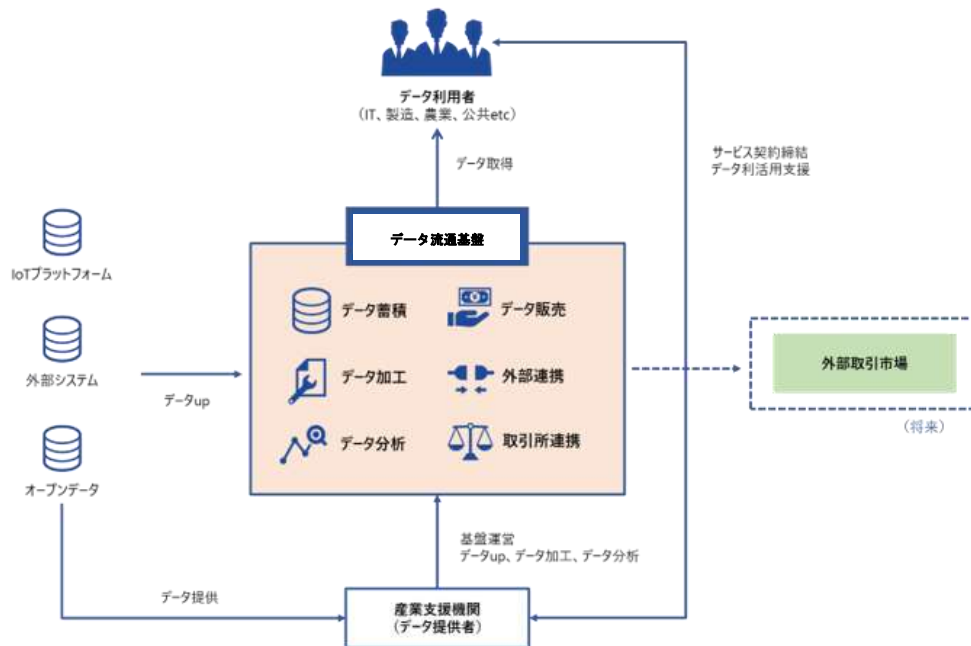 データ利用者
(IT、製造、農業、公共etc)
データ取得
サービス契約締結
データ利活用支援
データ流通基盤
IoTプラットフォーム
データ蓄積
データ販売
外部システム
データup
データ加工
外部連携
外部取引市場
(将来)
データ分析
取引所連携
オープンデータ
基盤運営
データup、データ加工、データ分析
データ提供
産業支援機関
(データ提供者)